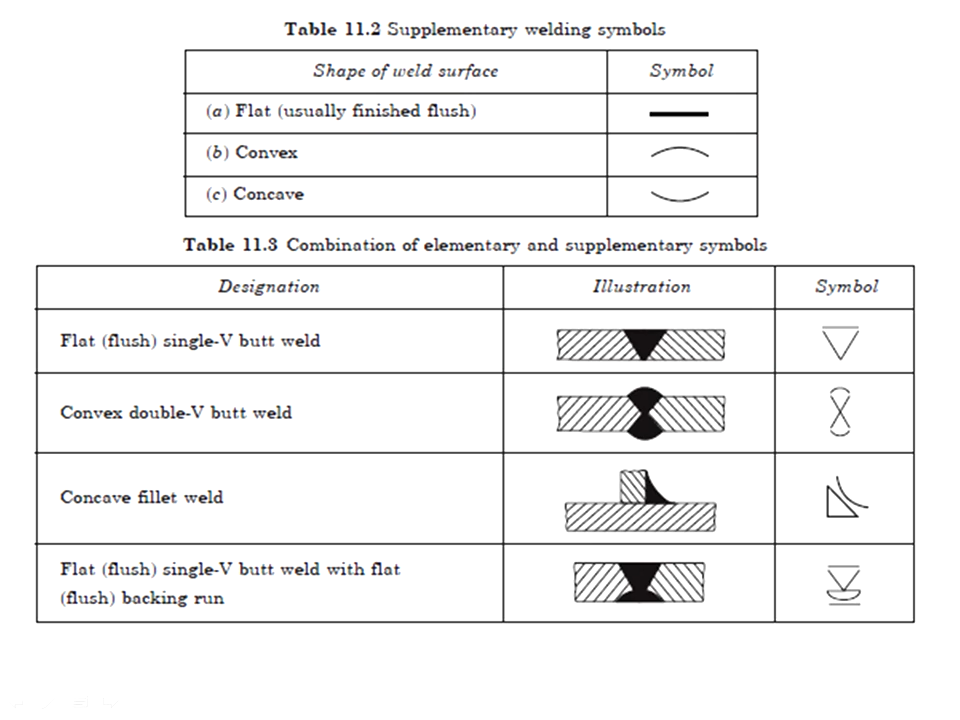 Table 11.2 Supplementary welding symbols
Shape of weld surface Symbol
(a) Flat (usually finished flush)
(b) Convex
(c) Concave
Table 11.3 Combination of elementary and supplementary symbols
Designation Illustration Symbol
Flat (flush) single-V butt weld
Convex double-V butt weld
Concave fillet weld
Flat (flush) single-V butt weld with flat
(flush) backing run